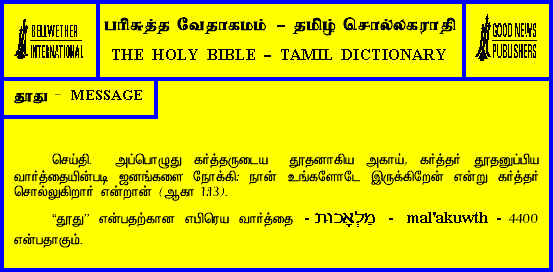 BELLWETHER
INTERNATIONAL
பரிசுத்த வேதாகமம் – தமிழ் சொல்லகராதி
THE HOLY BIBLE – TAMIL DICTIONARY
GOOD NEWS
PUBLISHERS
தூது – MESSAGE
செய்தி. அப்பொழுது கர்த்தருடைய தூதனாகிய அகாய், கர்த்தர் தூதனுப்பிய
வார்த்தையின்படி ஜனங்களை நோக்கி: நான் உங்களோடே இருக்கிறேன் என்று கர்த்தர்
சொல்லுகிறார் என்றான் (ஆகா 1:13).
“தூது” என்பதற்கான எபிரெய வார்த்தை - מַלְאָכוּת - mal'akuwth - 4400
என்பதாகும்.